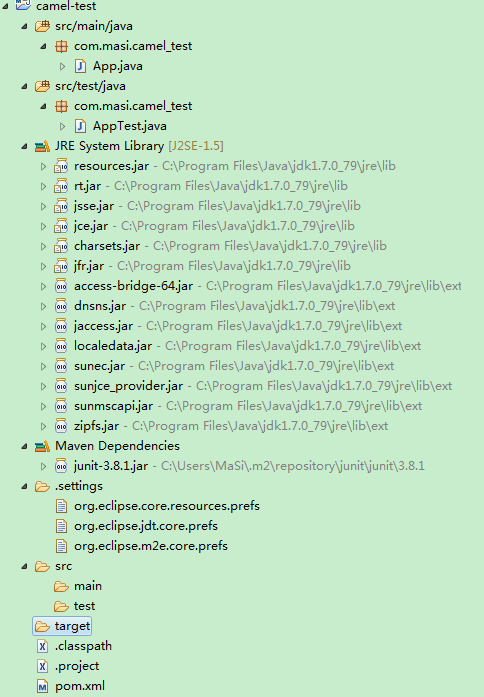 camel-test
src/main/java
com.masi.camel_test
App.java
src/test/java
com.masi.camel_test
AppTest.java
JRE System Library [J2SE-1.5]
resources.jar - C:\Program Files\Java\jdk1.7.0_79\jre\lib
rt.jar - C:\Program Files\Java\jdk1.7.0_79\jre\lib
jsse.jar - C:\Program Files\Java\jdk1.7.0_79\jre\lib
jce.jar - C:\Program Files\Java\jdk1.7.0_79\jre\lib
charsets.jar - C:\Program Files\Java\jdk1.7.0_79\jre\lib
jfr.jar - C:\Program Files\Java\jdk1.7.0_79\jre\lib
access-bridge-64.jar - C:\Program Files\Java\jdk1.7.0_79\jre\lib\ext
dnsns.jar - C:\Program Files\Java\jdk1.7.0_79\jre\lib\ext
jaccess.jar - C:\Program Files\Java\jdk1.7.0_79\jre\lib\ext
localedata.jar - C:\Program Files\Java\jdk1.7.0_79\jre\lib\ext
sunec.jar - C:\Program Files\Java\jdk1.7.0_79\jre\lib\ext
sunjce_provider.jar - C:\Program Files\Java\jdk1.7.0_79\jre\lib\ext
sunmscapi.jar - C:\Program Files\Java\jdk1.7.0_79\jre\lib\ext
zipfs.jar - C:\Program Files\Java\jdk1.7.0_79\jre\lib\ext
Maven Dependencies
junit-3.8.1.jar - C:\Users\MaSi\.m2\repository\junit\junit\3.8.1
.settings
org.eclipse.core.resources.prefs
org.eclipse.jdt.core.prefs
org.eclipse.m2e.core.prefs
src
main
test
target
.classpath
.project
pom.xml